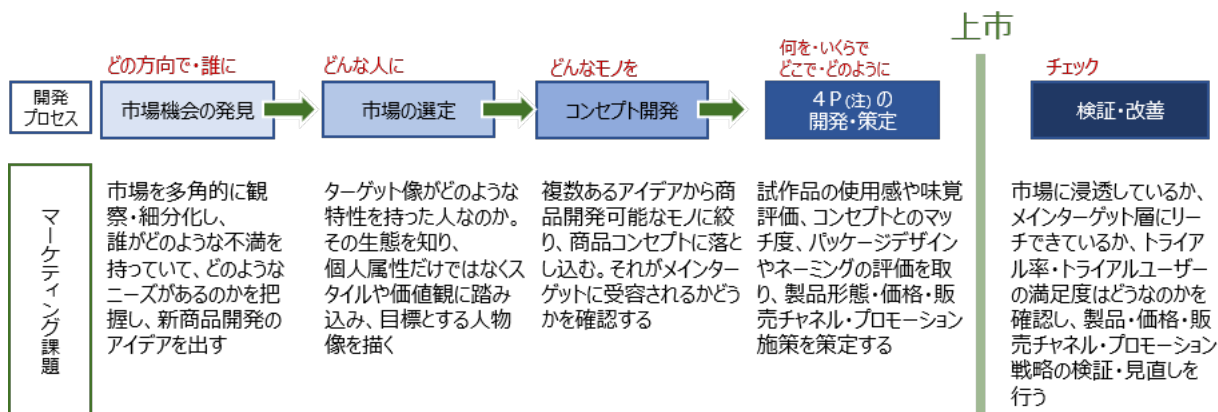 上市
どの方向で・誰に
どんな人に
どんなモノを
何を・いくらで
どこで・どのように
チェック
開発
プロセス
市場機会の発見
市場の選定
コンセプト開発
4P(注)の
開発・策定
検証・改善
マーケティング課題
市場を多角的に観
察・細分化し、
誰がどのような不満を
持っていて、どのような
ニーズがあるのかを把
握し、新商品開発の
アイデアを出す
ターゲット像がどのような
特性を持った人なのか。
その生態を知り、
個人属性だけではなくス
タイルや価値観に踏み
込み、目標とする人物
像を描く
複数あるアイデアから商
品開発可能なモノに絞
り、商品コンセプトに落と
し込む。それがメインター
ゲットに受容されるかどう
かを確認する
試作品の使用感や味覚
評価、コンセプトとのマッ
チ度、パッケージデザイン
やネーミングの評価を取
り、製品形態・価格・販
売チャネル・プロモーション
施策を策定する
市場に浸透しているか、
メインターゲット層にリー
チできているか、トライア
ル率・トライアルユーザー
の満足度はどうなのかを
確認し、製品・価格・販
売チャネル・プロモーション
戦略の検証・見直しを
行う